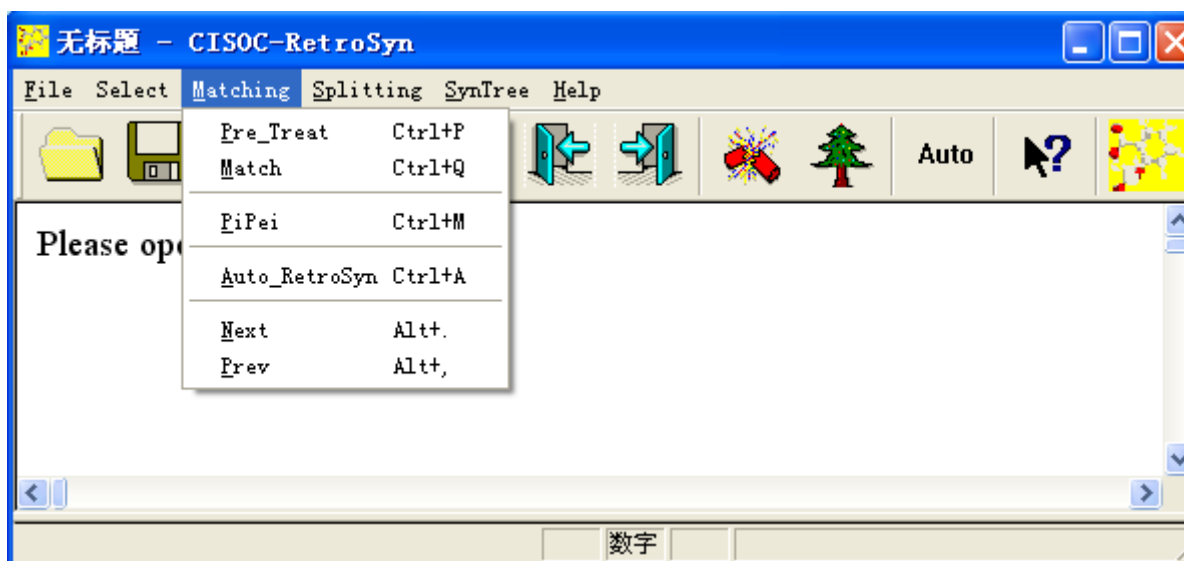 无标题 - CISOC-RetroSyn
File Select Matching Splitting SynTree Help
Pre_Treat Ctrl+P
Match Ctrl+Q
PiPei Ctrl+M
Auto_RetroSyn Ctrl+A
Next Alt+.
Prev Alt+,
Auto
Please ope
数字